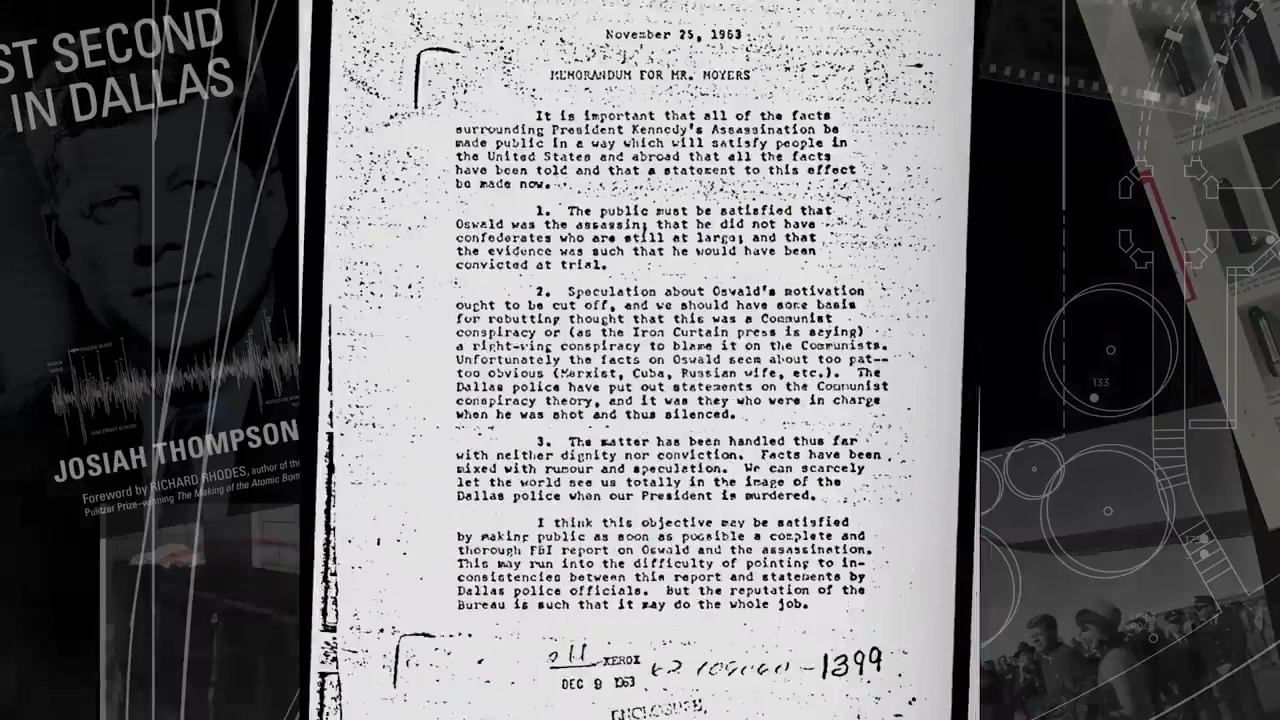 ST SECOND
IN DALLAS
JOSIAH THOMPSON
Foreword by RICHARD RHODES, author of the
Pulitzer Prize–winning The Making of the Atomic Bom
November 25, 1963
MEMORANDUM FOR MR. MOYERS
It is important that all of the facts
surrounding President Kennedy's Assassination be
made public in a way which will satisfy people in
the United States and abroad that all the facts
have been told and that a statement to this effect
be made now.
1. The public must be satisfied that
Oswald was the assassin; that he did not have
confederates who are still at large; and that
the evidence was such that he would have been
convicted at trial.
2. Speculation about Oswald's motivation
ought to be cut off, and we should have some basis
for rebutting thought that this was a Communist
conspiracy or (as the Iron Curtain press is saying)
a right-wing conspiracy to blame it on the Communists.
Unfortunately the facts on Oswald seem about too pat--
too obvious (Marxist, Cuba, Russian wife, etc.). The
Dallas police have put out statements on the Communist
conspiracy theory, and it was they who were in charge
when he was shot and thus silenced.
3. The matter has been handled thus far
with neither dignity nor conviction. Facts have been
mixed with rumour and speculation. We can scarcely
let the world see us totally in the image of the
Dallas police when our President is murdered.
I think this objective may be satisfied
by making public as soon as possible a complete and
thorough FBI report on Oswald and the assassination.
This may run into the difficulty of pointing to in-
consistencies between this report and statements by
Dallas police officials. But the reputation of the
Bureau is such that it may do the whole job.
XEROX
DEC 9 1963
-1399
ENCLOSURE
133
2